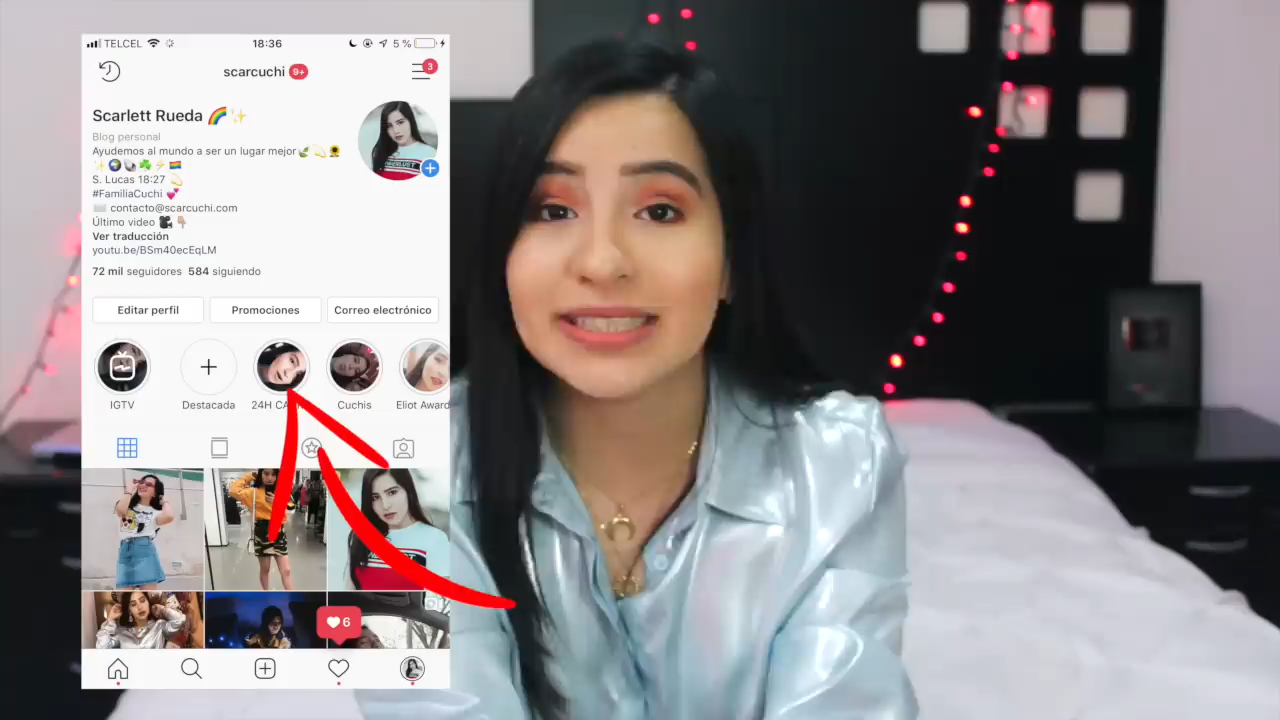 TELCEL 18:36 5 %
scarcuchi 9+ 3
Scarlett Rueda
Blog personal
Ayudemos al mundo a ser un lugar mejor
S. Lucas 18:27
#FamiliaCuchi
contacto@scarcuchi.com
Último video
Ver traducción
youtu.be/BSm40ecEqLM
72 mil seguidores 584 siguiendo
Editar perfil Promociones Correo electrónico
IGTV Destacada 24H Cuchis Eliot Award
6